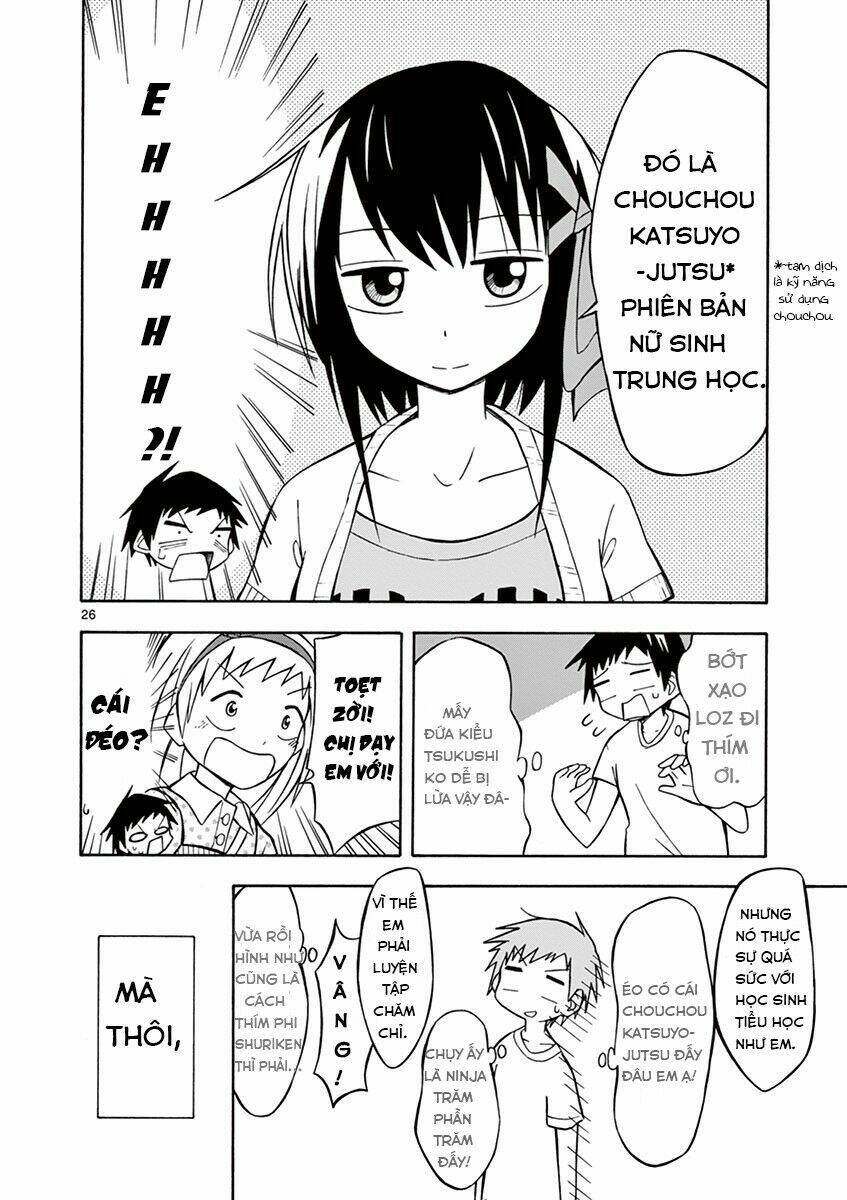 ĐÓ LÀ
CHOUCHOU
KATSUYO
-JUTSU*
PHIÊN BẢN
NỮ SINH
TRUNG HỌC.
*tạm dịch
là kỹ năng
sử dụng
chouchou
E
H
H
H
H
H
?!
26
BỚT
XẠO
LOZ ĐI
THÍM
ƠI.
MẤY
ĐỨA KIỂU
TSUKUSHI
KO DỄ BỊ
LỪA VẬY ĐÂ-
TOẸT
ZỜI!
CHỊ DẠY
EM VỚI!
CÁI
ĐÉO?
NHƯNG
NÓ THỰC
SỰ QUÁ
SỨC VỚI
HỌC SINH
TIỂU HỌC
NHƯ EM.
ÉO CÓ CÁI
CHOUCHOU
KATSUYO-
JUTSU ĐẤY
ĐÂU EM Ạ!
CHỤY ẤY
LÀ NINJA
TRĂM
PHẦN
TRĂM
ĐẤY!
VÌ THẾ
EM
PHẢI
LUYỆN
TẬP
CHĂM
CHỈ.
VÂNG!
VỪA RỒI
HÌNH NHƯ
CŨNG LÀ
CÁCH
THÍM PHI
SHURIKEN
THÌ PHẢI...
MÀ
THÔI,